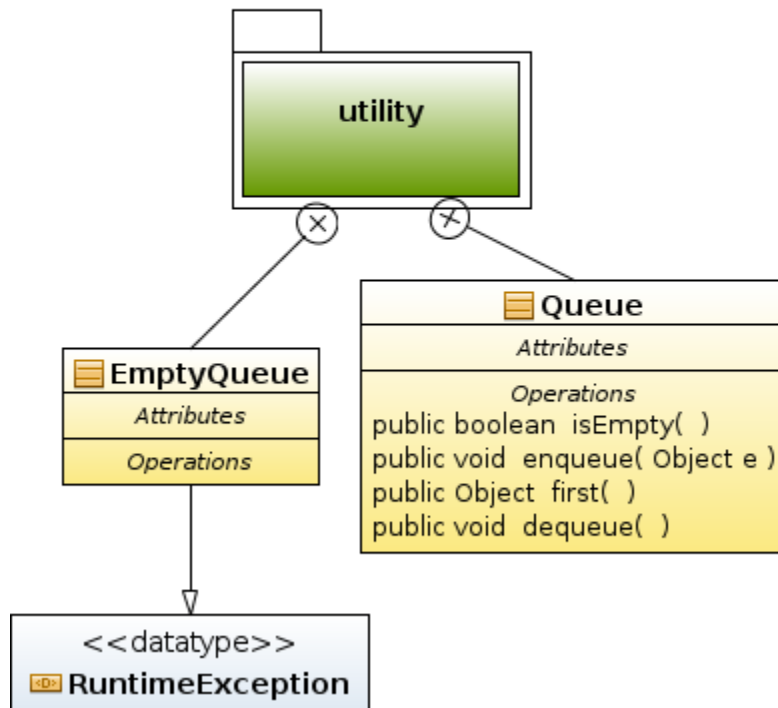 utility
Queue
Attributes
Operations
public boolean  isEmpty(  )
public void  enqueue( Object e )
public Object  first(  )
public void  dequeue(  )
EmptyQueue
Attributes
Operations
<<datatype>>
<D> RuntimeException